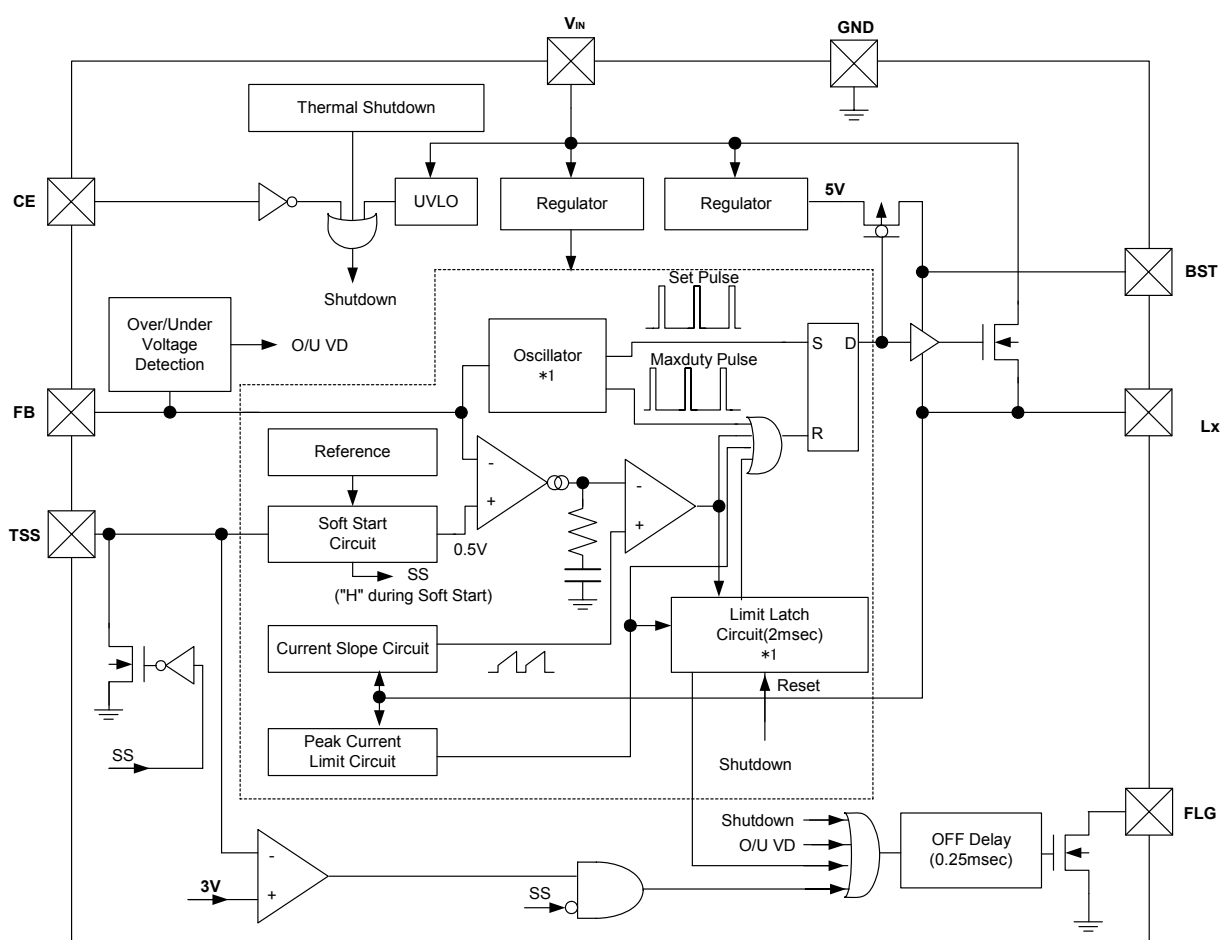 VIN
GND
Thermal Shutdown
CE
UVLO
Regulator
Regulator
5V
Shutdown
Set Pulse
BST
Over/Under
Voltage
Detection
O/U VD
Oscillator
*1
S
D
Maxduty Pulse
FB
Lx
R
Reference
-
+
-
+
TSS
Soft Start
Circuit
0.5V
SS
("H" during Soft Start)
Limit Latch
Circuit(2msec)
*1
Current Slope Circuit
Reset
SS
Peak Current
Limit Circuit
Shutdown
Shutdown
O/U VD
OFF Delay
(0.25msec)
FLG
-
3V
+
SS